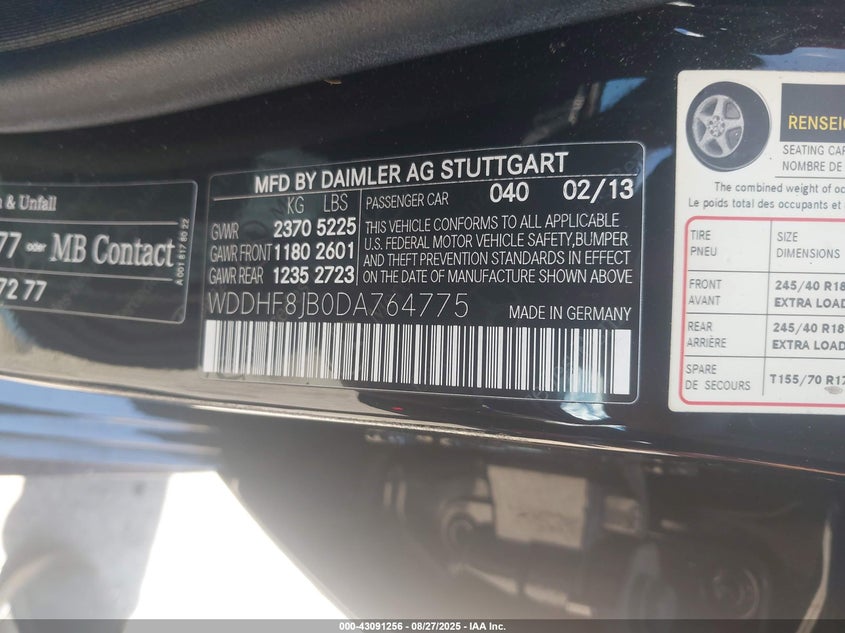 n & Unfall
77 oder MB Contact
72 77
A 001 817 80 22
MFD BY DAIMLER AG STUTTGART
KG LBS
GVWR 2370 5225
GAWR FRONT 1180 2601
GAWR REAR 1235 2723
PASSENGER CAR 040 02/13
THIS VEHICLE CONFORMS TO ALL APPLICABLE
U.S. FEDERAL MOTOR VEHICLE SAFETY,BUMPER
AND THEFT PREVENTION STANDARDS IN EFFECT
ON THE DATE OF MANUFACTURE SHOWN ABOVE
WDDHF8JB0DA764775
MADE IN GERMANY
RENSEIG
SEATING CAP
NOMBRE DE
The combined weight of oc
Le poids total des occupants et
TIRE SIZE
PNEU DIMENSIONS
FRONT 245/40 R18
AVANT EXTRA LOAD
REAR 245/40 R18
ARRIÈRE EXTRA LOAD
SPARE T155/70 R17
DE SECOURS
000-43091256 - 08/27/2025 - IAA Inc.